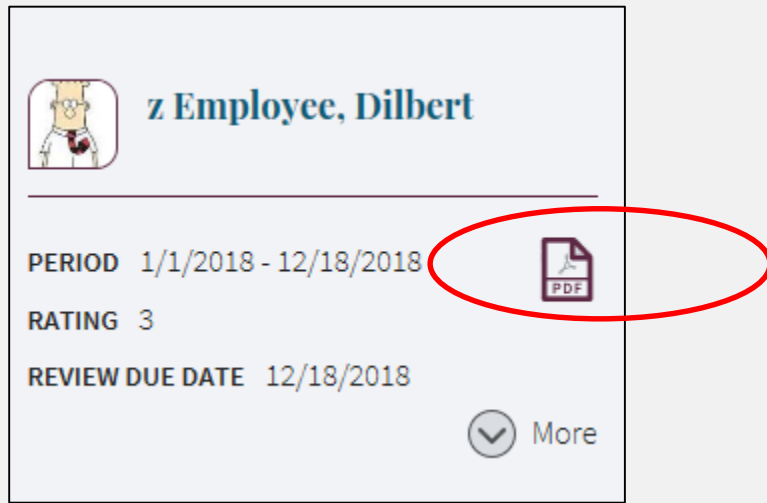 z Employee, Dilbert
PERIOD 1/1/2018 - 12/18/2018
PDF
RATING 3
REVIEW DUE DATE 12/18/2018
More